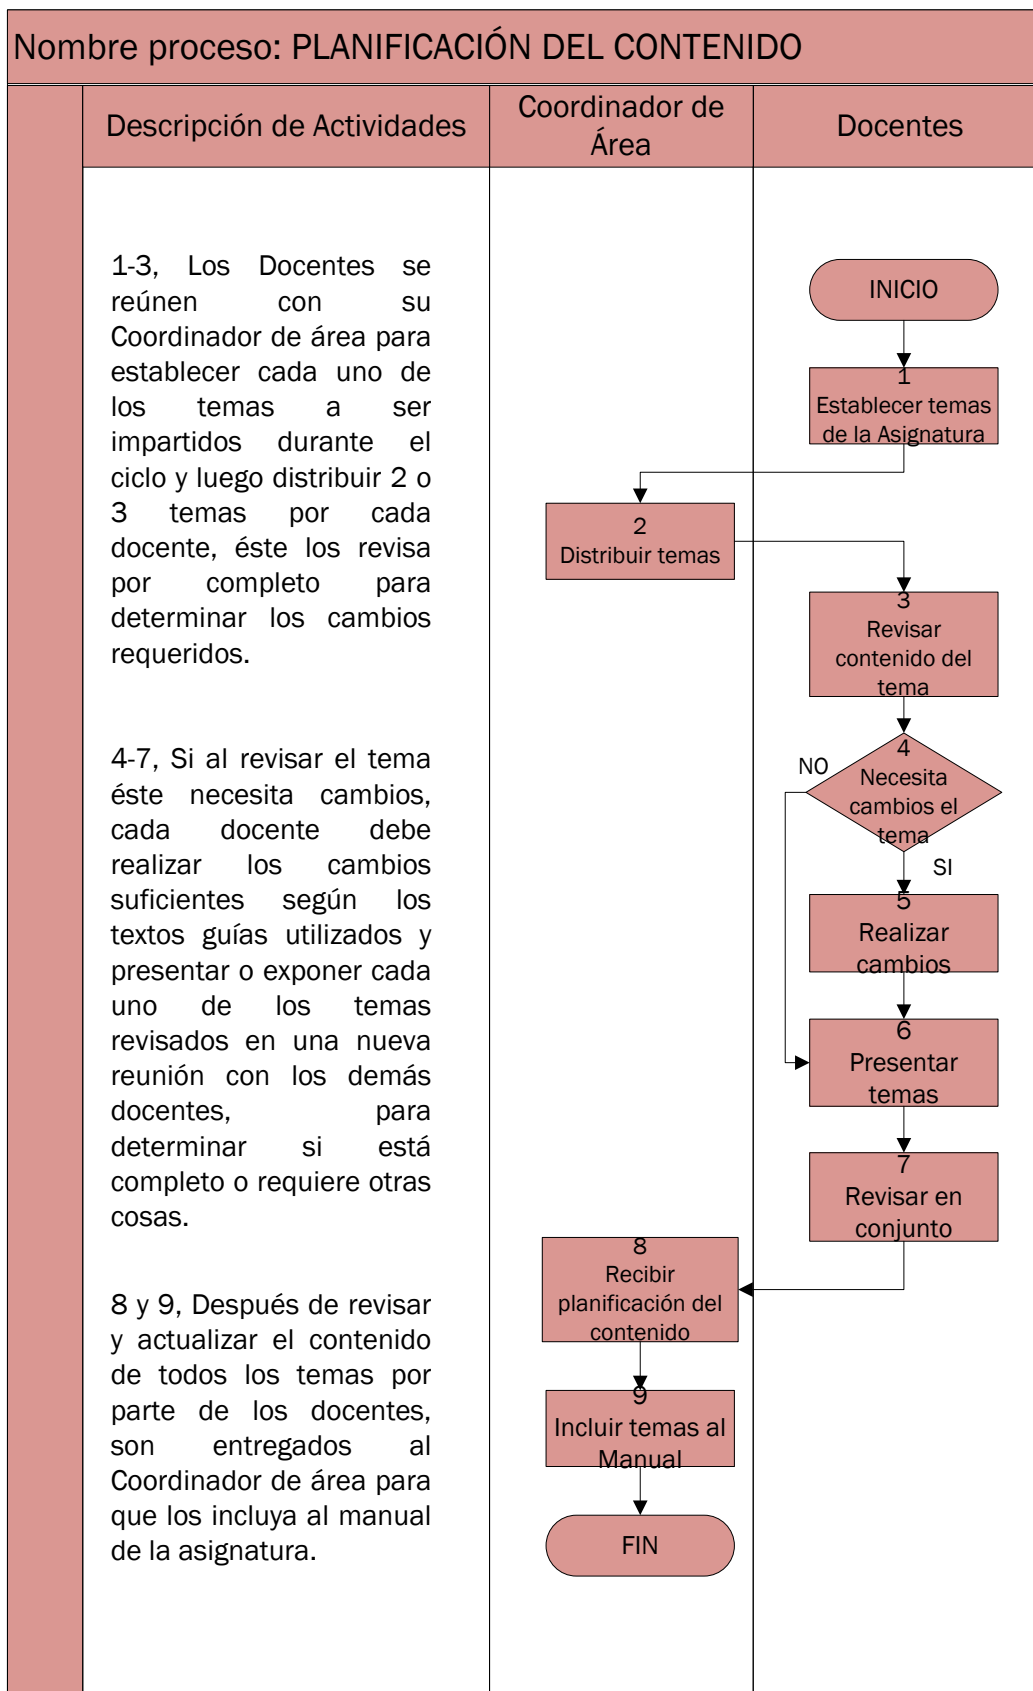 Nombre proceso: PLANIFICACIÓN DEL CONTENIDO
Descripción de Actividades
Coordinador de
Área
Docentes
1-3, Los Docentes se
reúnen con su
Coordinador de área para
establecer cada uno de
los temas a ser
impartidos durante el
ciclo y luego distribuir 2 o
3 temas por cada
docente, éste los revisa
por completo para
determinar los cambios
requeridos.
4-7, Si al revisar el tema
éste necesita cambios,
cada docente debe
realizar los cambios
suficientes según los
textos guías utilizados y
presentar o exponer cada
uno de los temas
revisados en una nueva
reunión con los demás
docentes, para
determinar si está
completo o requiere otras
cosas.
8 y 9, Después de revisar
y actualizar el contenido
de todos los temas por
parte de los docentes,
son entregados al
Coordinador de área para
que los incluya al manual
de la asignatura.
INICIO
1
Establecer temas
de la Asignatura
2
Distribuir temas
3
Revisar
contenido del
tema
4
Necesita
cambios el
tema
NO
SI
5
Realizar
cambios
6
Presentar
temas
7
Revisar en
conjunto
8
Recibir
planificación del
contenido
9
Incluir temas al
Manual
FIN